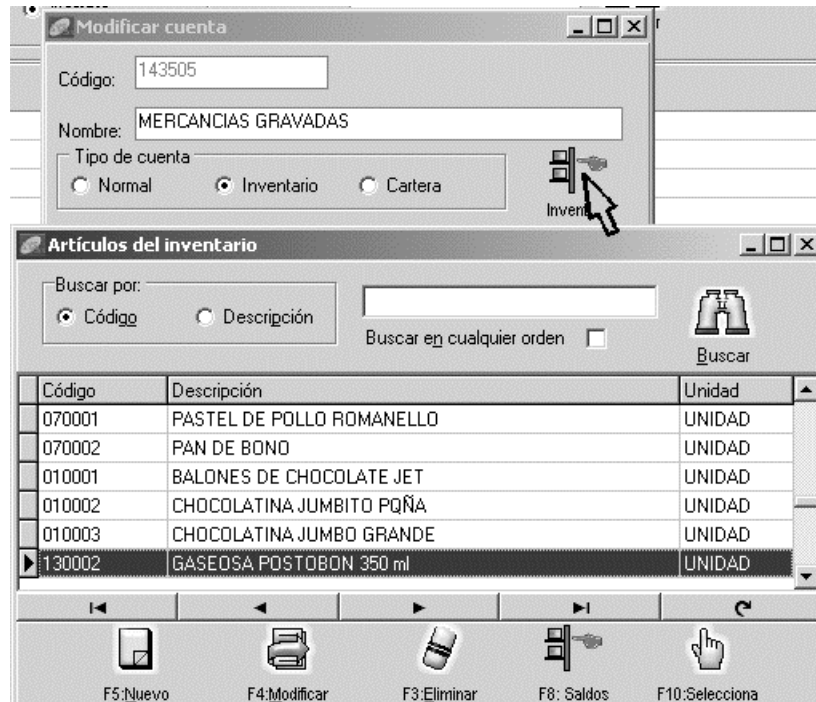 Modificar cuenta
Código: 143505
Nombre: MERCANCIAS GRAVADAS
Tipo de cuenta
Normal Inventario Cartera
Artículos del inventario
Buscar por:
Código Descripción
Buscar en cualquier orden
Buscar
Código Descripción Unidad
070001 PASTEL DE POLLO ROMANELLO UNIDAD
070002 PAN DE BONO UNIDAD
010001 BALONES DE CHOCOLATE JET UNIDAD
010002 CHOCOLATINA JUMBITO PQÑA UNIDAD
010003 CHOCOLATINA JUMBO GRANDE UNIDAD
130002 GASEOSA POSTOBON 350 ml UNIDAD
F5:Nuevo F4:Modificar F3:Eliminar F8: Saldos F10:Selecciona